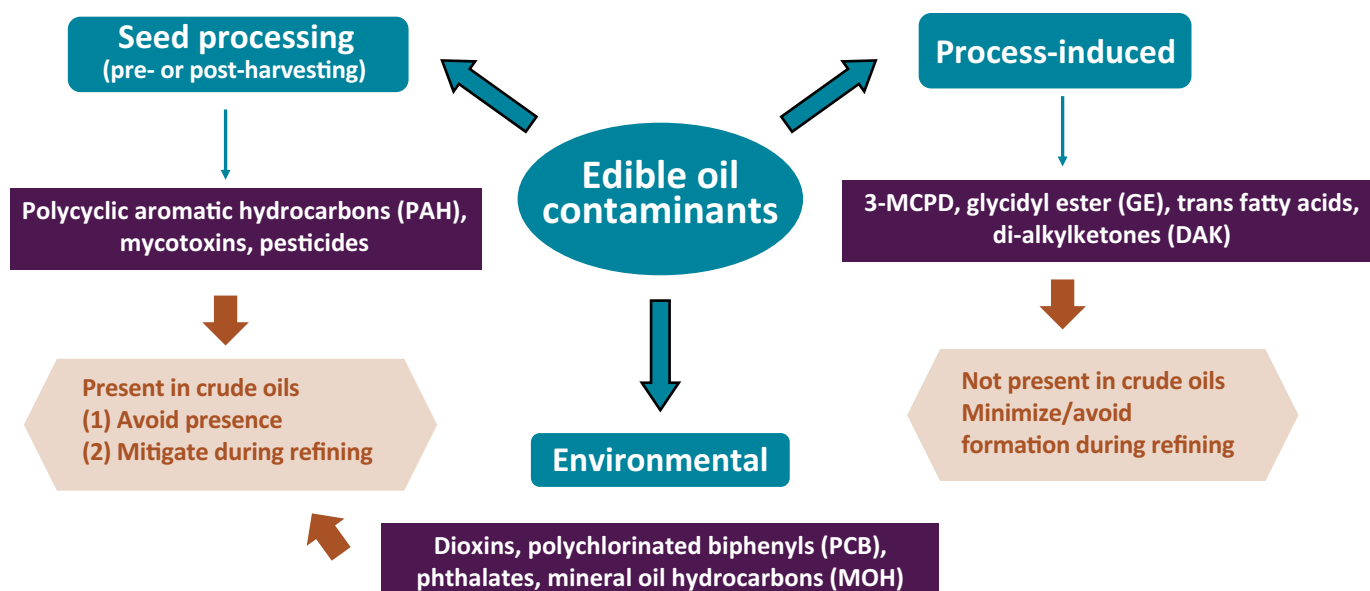 Seed processing
(pre- or post-harvesting)
Process-induced
Edible oil
contaminants
Polycyclic aromatic hydrocarbons (PAH),
mycotoxins, pesticides
3-MCPD, glycidyl ester (GE), trans fatty acids,
di-alkylketones (DAK)
Present in crude oils
(1) Avoid presence
(2) Mitigate during refining
Not present in crude oils
Minimize/avoid
formation during refining
Environmental
Dioxins, polychlorinated biphenyls (PCB),
phthalates, mineral oil hydrocarbons (MOH)